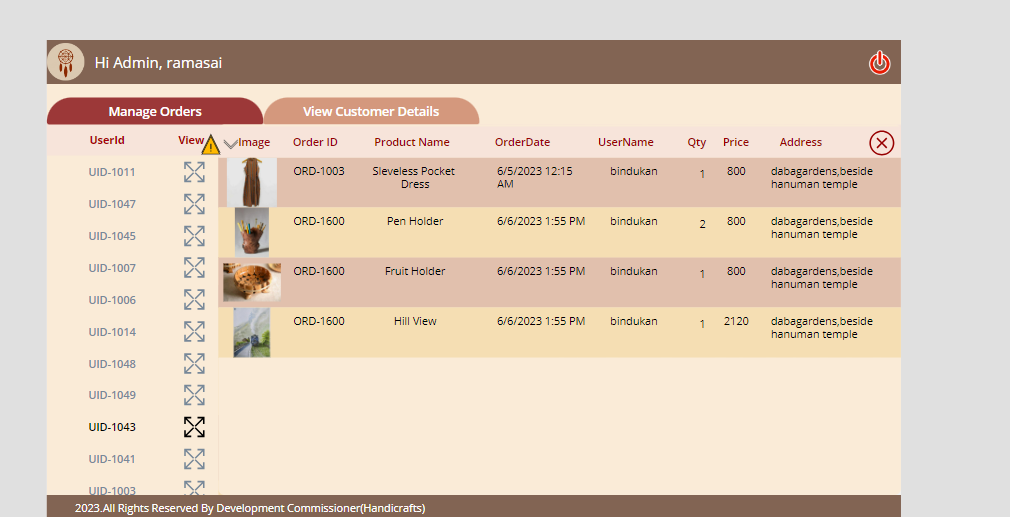 Hi Admin, ramasai
Manage Orders
View Customer Details
UserId
View
Image
Order ID
Product Name
OrderDate
UserName
Qty
Price
Address
UID-1011
UID-1047
UID-1045
UID-1007
UID-1006
UID-1014
UID-1048
UID-1049
UID-1043
UID-1041
UID-1003
ORD-1003
Sleveless Pocket
Dress
6/5/2023 12:15
AM
bindukan
1
800
dabagardens,beside
hanuman temple
ORD-1600
Pen Holder
6/6/2023 1:55 PM
bindukan
2
800
dabagardens,beside
hanuman temple
ORD-1600
Fruit Holder
6/6/2023 1:55 PM
bindukan
1
800
dabagardens,beside
hanuman temple
ORD-1600
Hill View
6/6/2023 1:55 PM
bindukan
1
2120
dabagardens,beside
hanuman temple
2023.All Rights Reserved By Development Commissioner(Handicrafts)